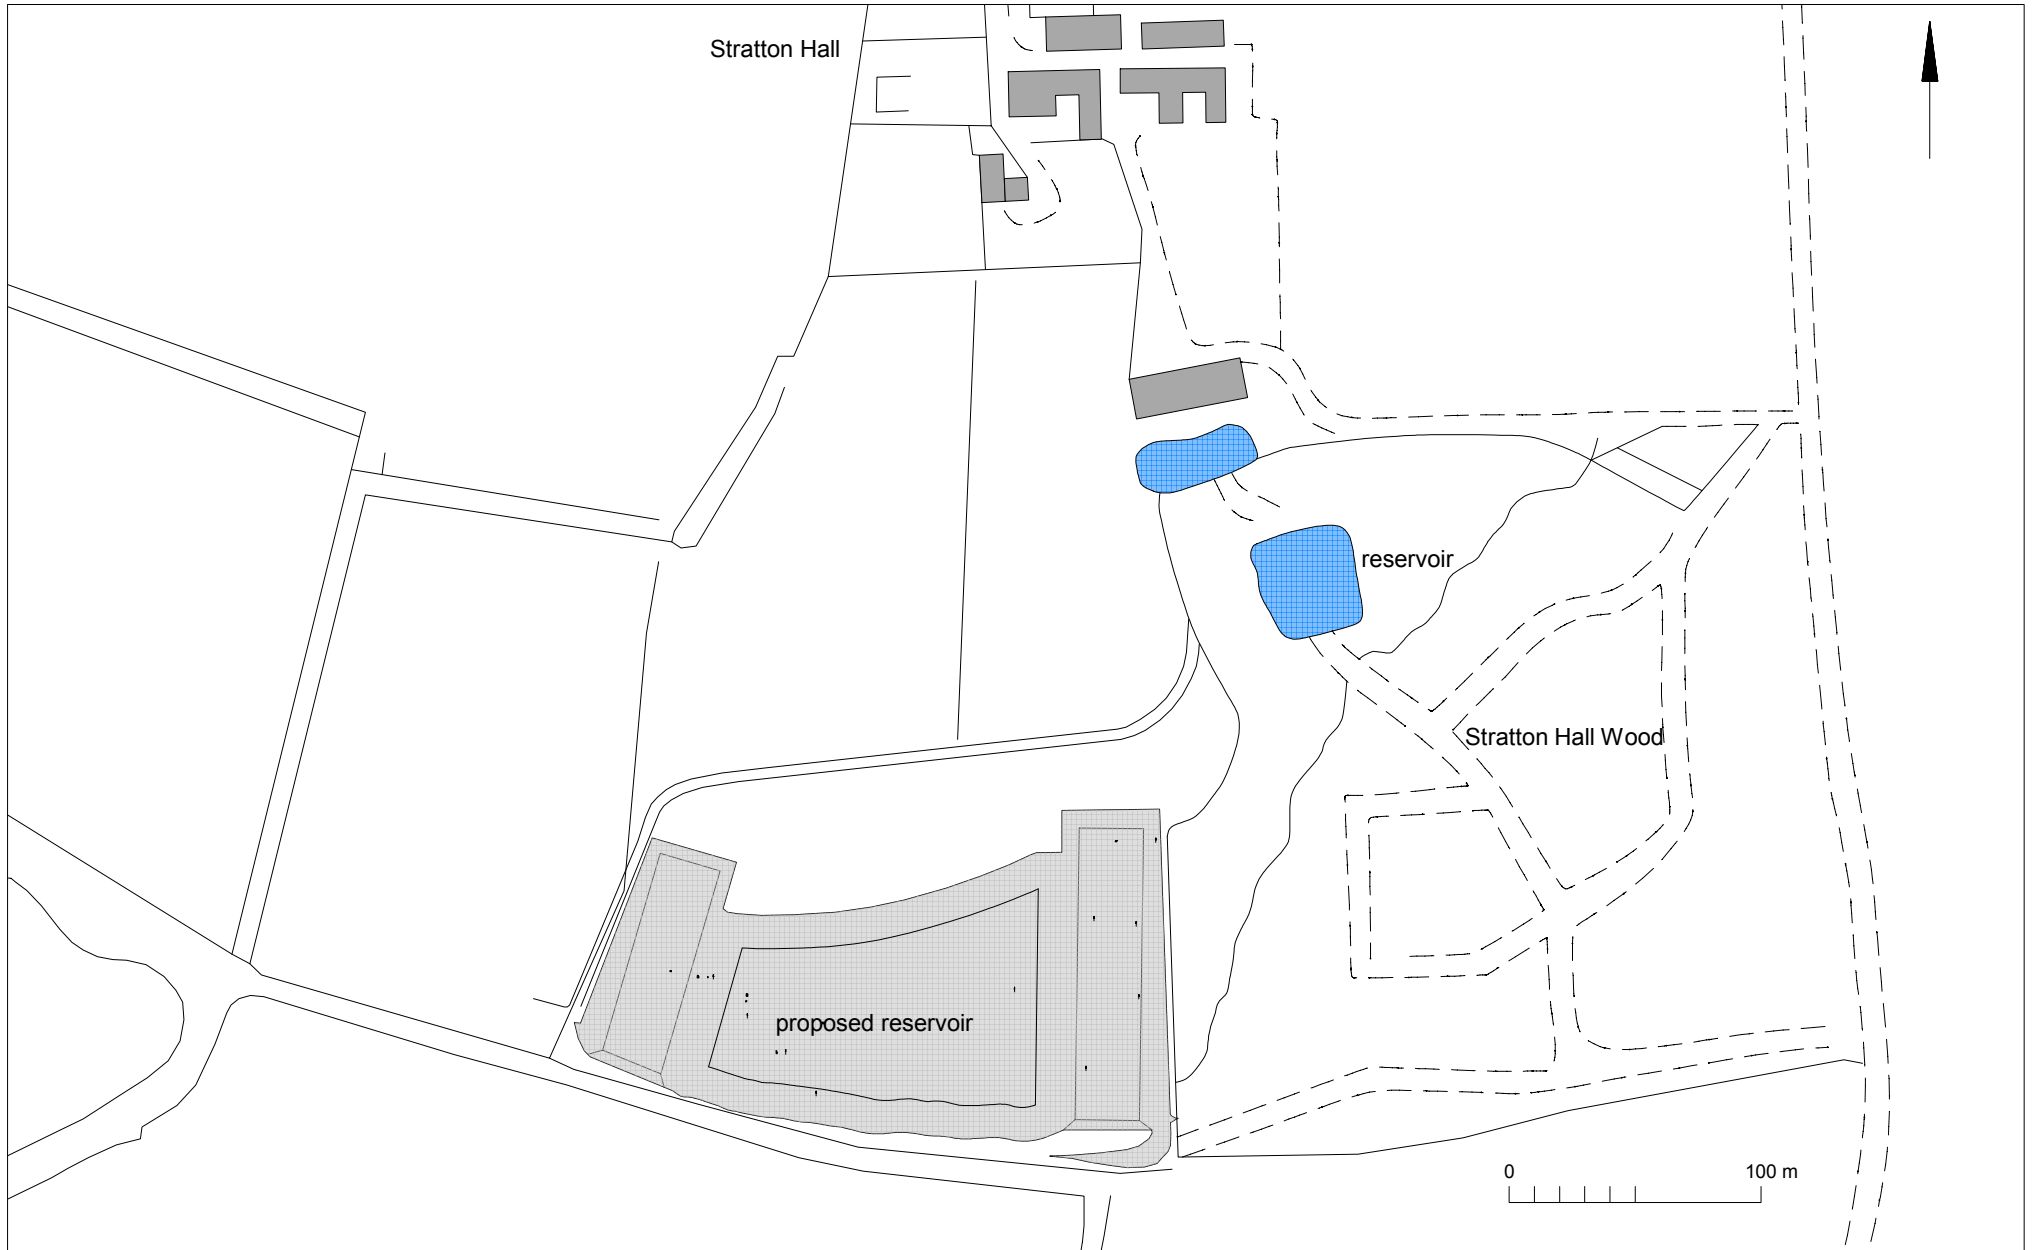 Stratton Hall
reservoir
Stratton Hall Wood
proposed reservoir
0 100 m